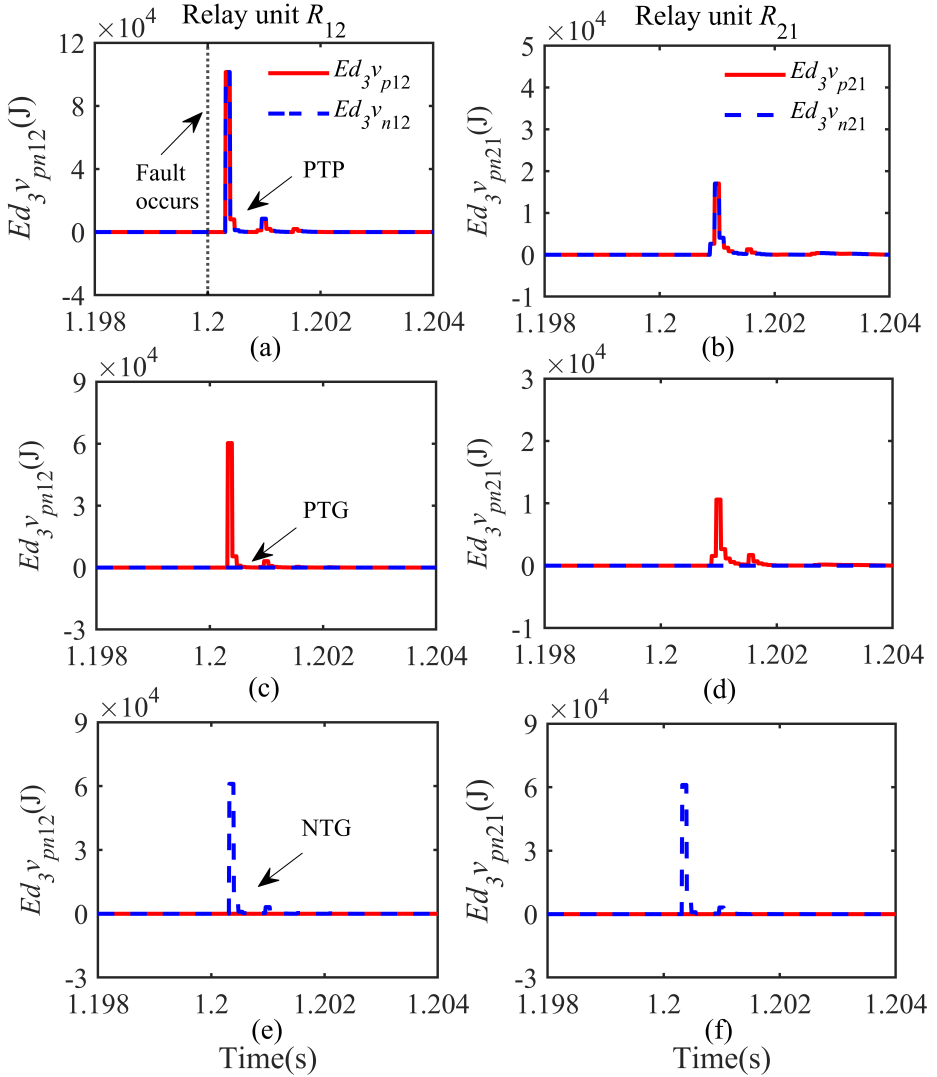 Relay unit R12
Relay unit R21
×10^4
12
8
4
0
-4
Ed3vpn12(J)
Ed3vp12
Ed3vn12
Fault
occurs
PTP
1.198 1.2 1.202 1.204
(a)
×10^4
5
4
3
2
1
0
-1
Ed3vpn21(J)
Ed3vp21
Ed3vn21
1.198 1.2 1.202 1.204
(b)
×10^4
9
6
3
0
-3
Ed3vpn12(J)
PTG
1.198 1.2 1.202 1.204
(c)
×10^4
3
2
1
0
-1
Ed3vpn21(J)
1.198 1.2 1.202 1.204
(d)
×10^4
9
6
3
0
-3
Ed3vpn12(J)
NTG
1.198 1.2 1.202 1.204
(e)
Time(s)
×10^4
9
6
3
0
-3
Ed3vpn21(J)
1.198 1.2 1.202 1.204
(f)
Time(s)